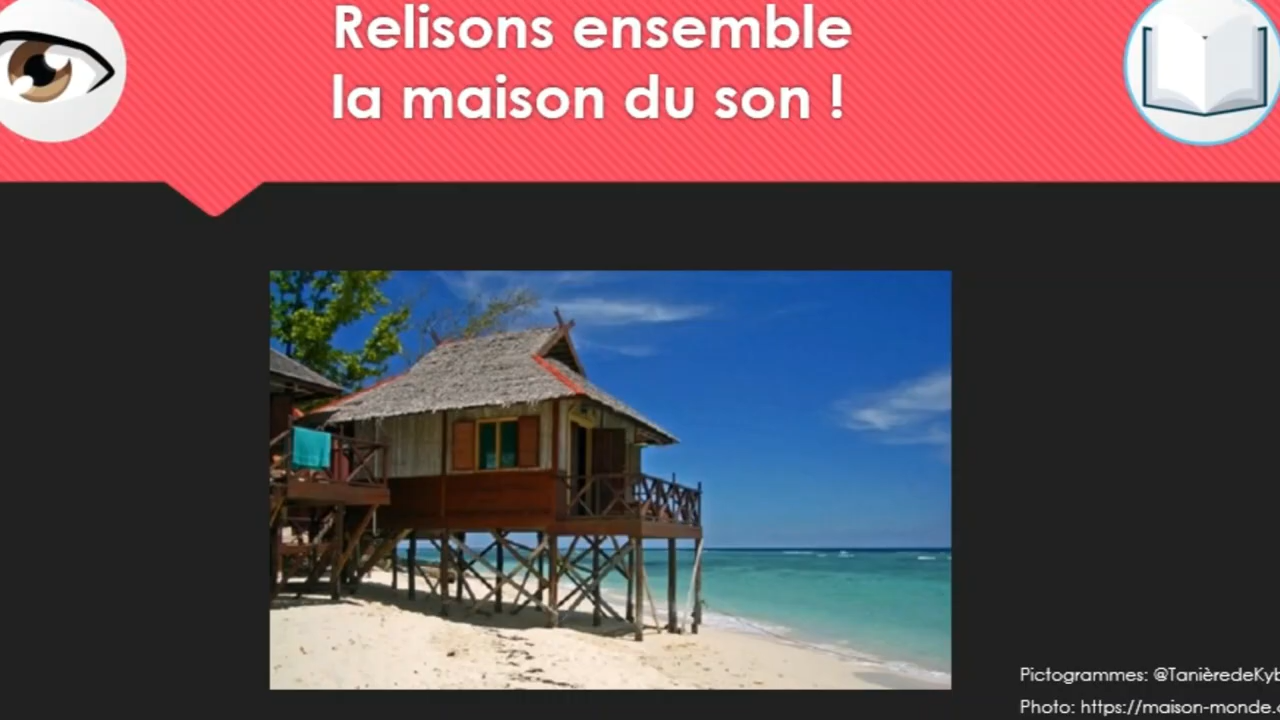 Relisons ensemble
la maison du son !
Pictogrammes: @TanièredeKyb
Photo: https://maison-monde.